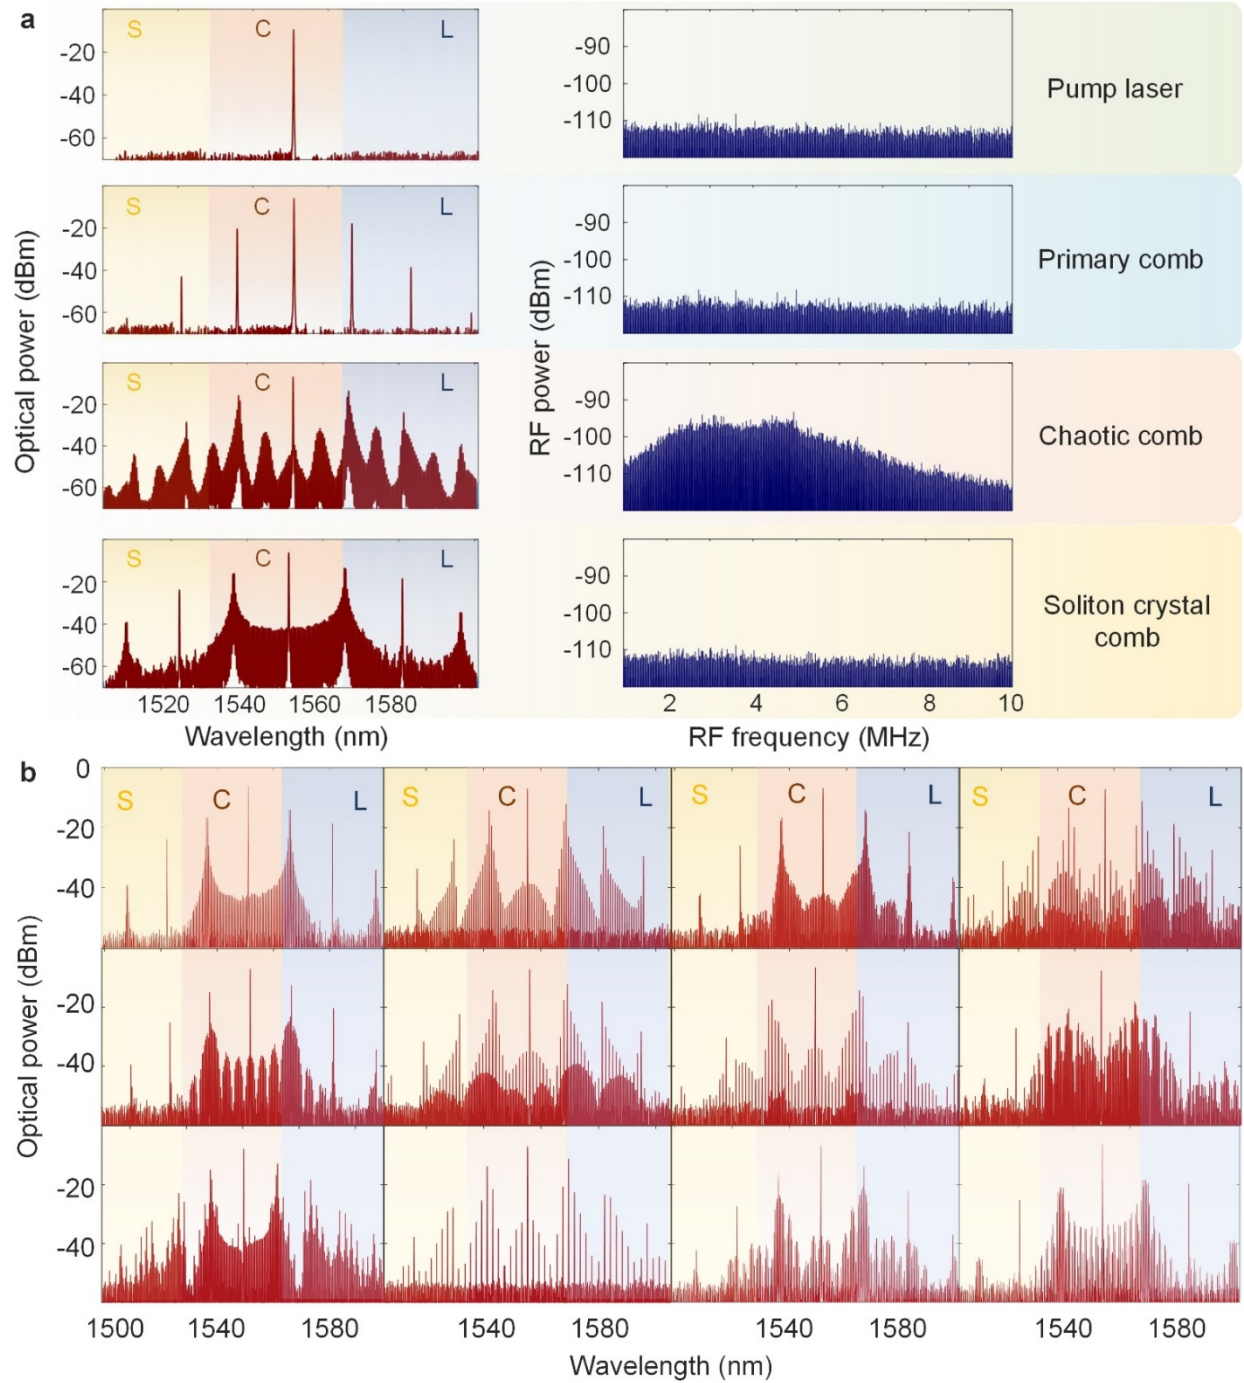 a
S C L
-20
-40
-60
-90
-100
-110
Pump laser
S C L
-20
-40
-60
-90
-100
-110
Primary comb
S C L
-20
-40
-60
-90
-100
-110
Chaotic comb
S C L
-20
-40
-60
-90
-100
-110
Soliton crystal
comb
Optical power (dBm)
RF power (dBm)
1520 1540 1560 1580
2 4 6 8 10
Wavelength (nm)
RF frequency (MHz)
b
0
S C L S C L S C L S C L
-20
-40
-20
-40
-20
-40
Optical power (dBm)
1500 1540 1580 1540 1580 1540 1580 1540 1580
Wavelength (nm)